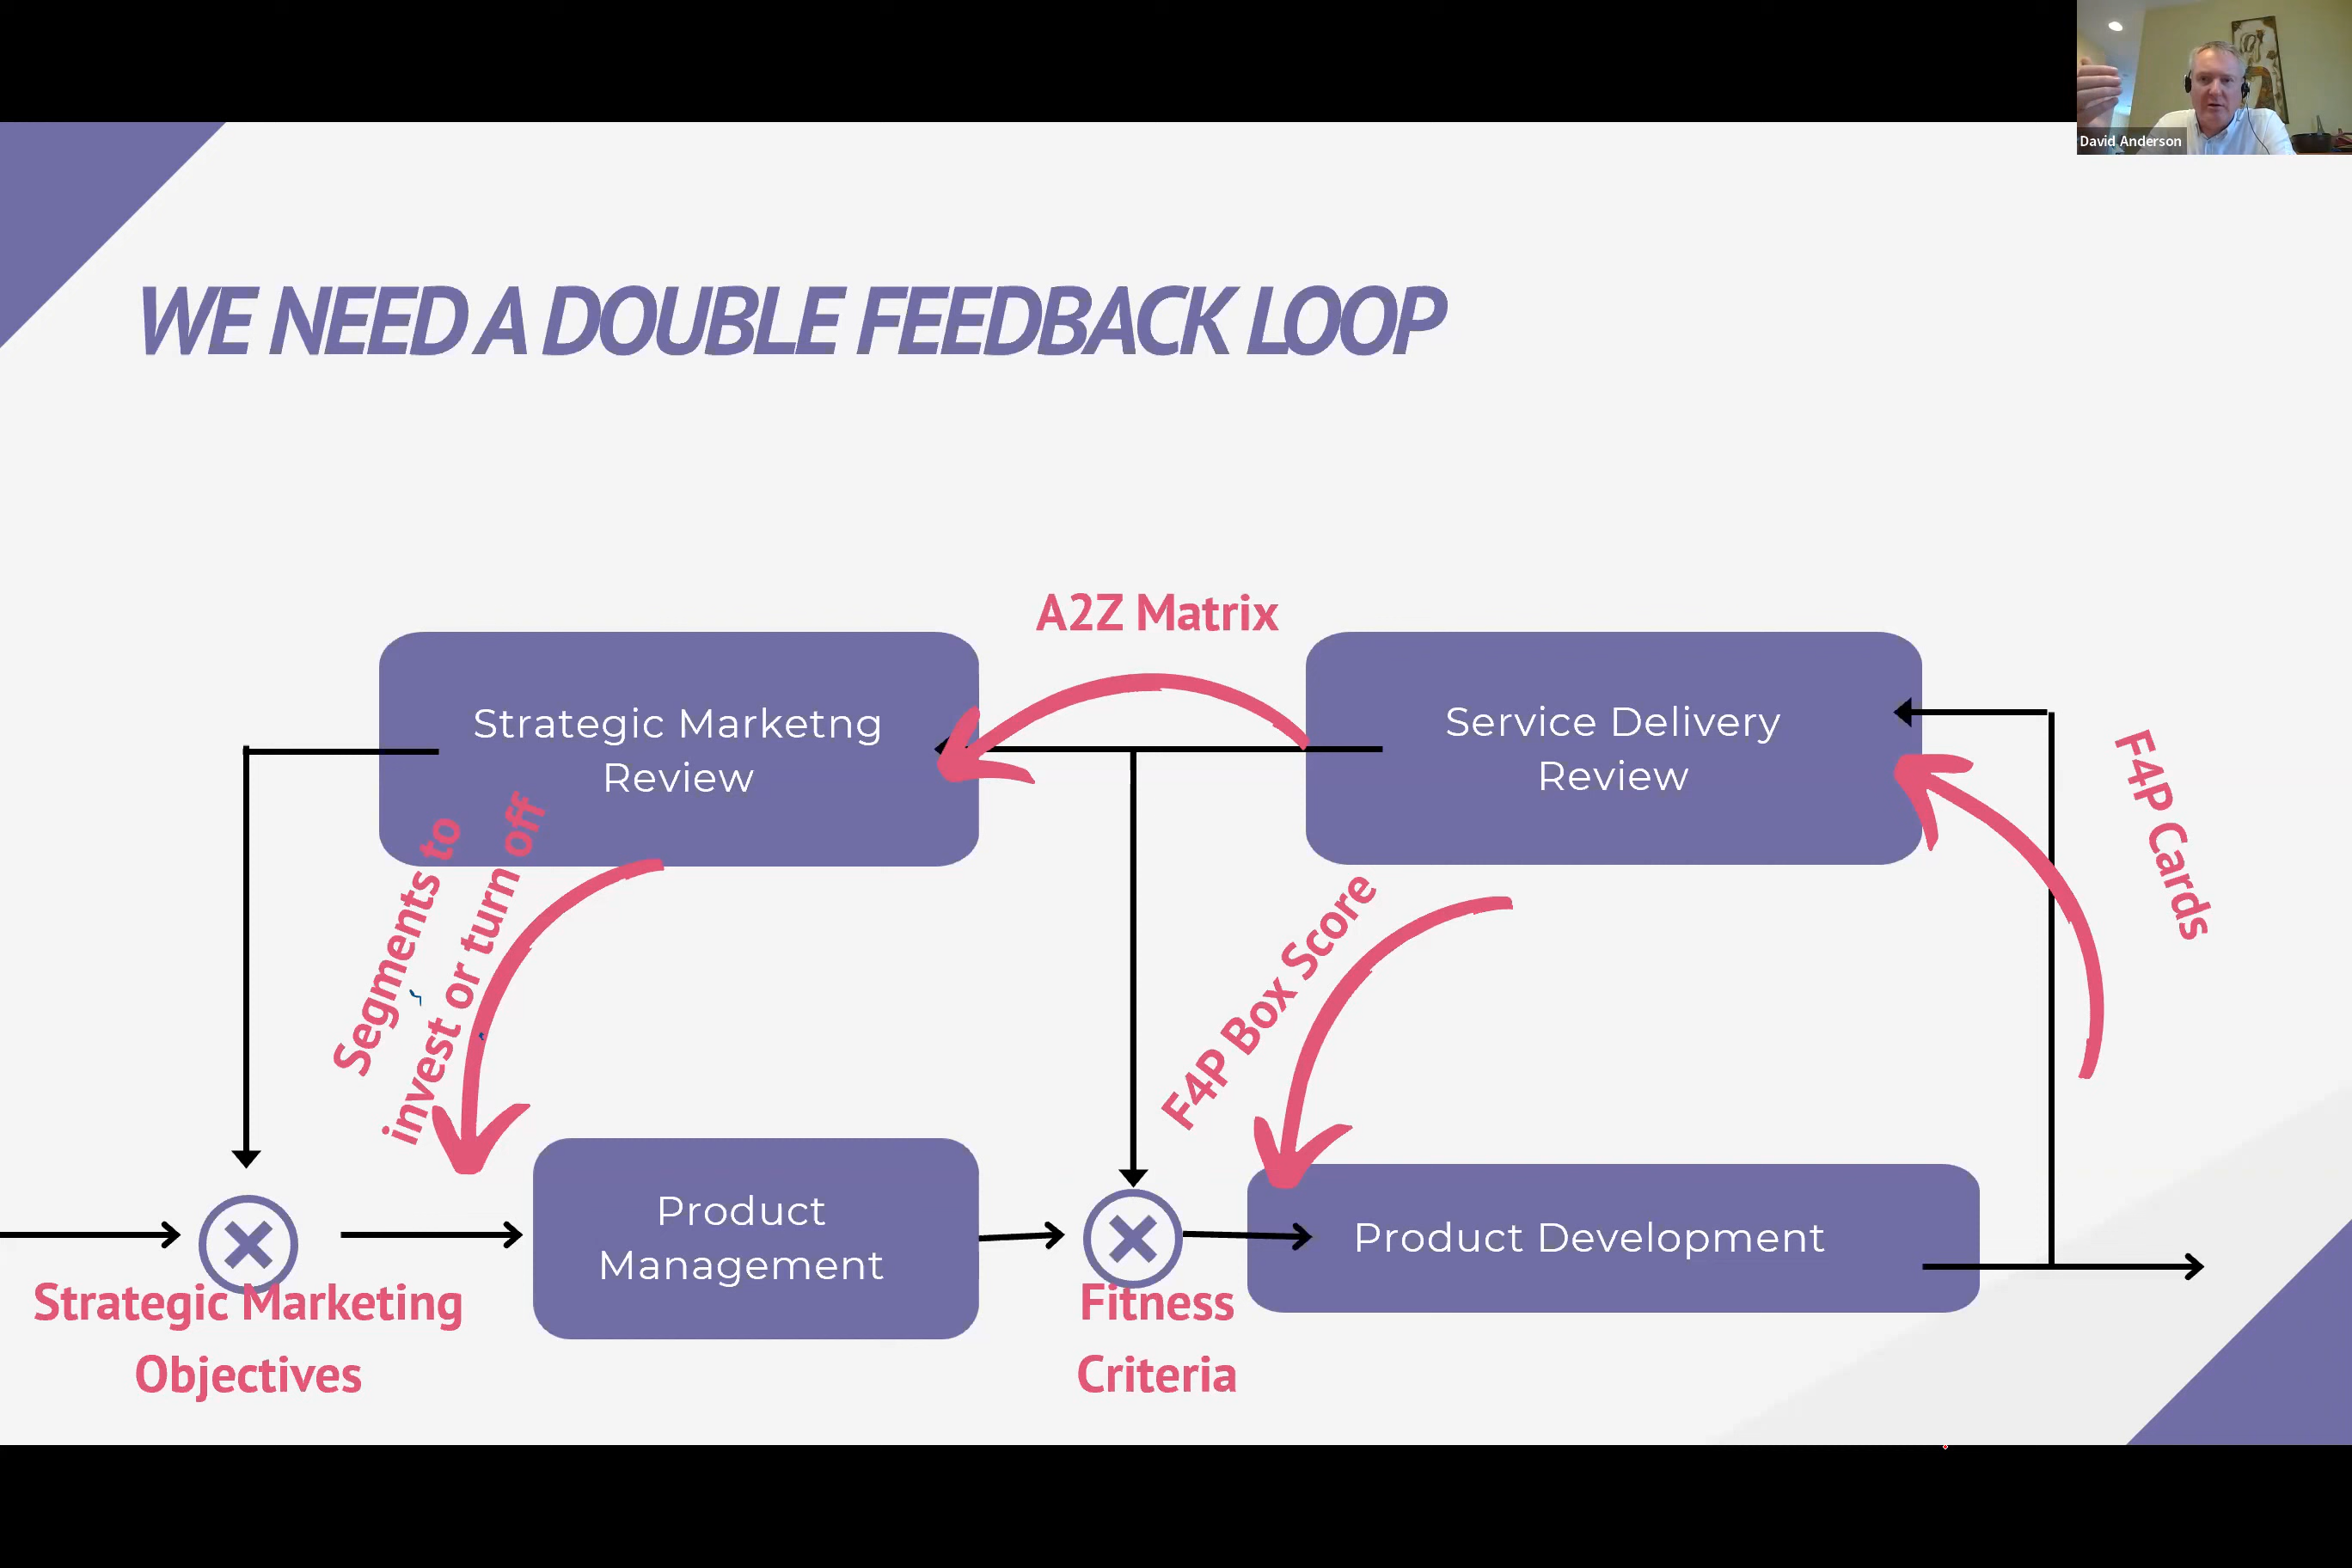 David Anderson
WE NEED A DOUBLE FEEDBACK LOOP
A2Z Matrix
Strategic Marketng
Review
Service Delivery
Review
F4P Cards
Segments to
invest or turn off
F4P Box Score
Product
Management
Product Development
Strategic Marketing
Objectives
Fitness
Criteria